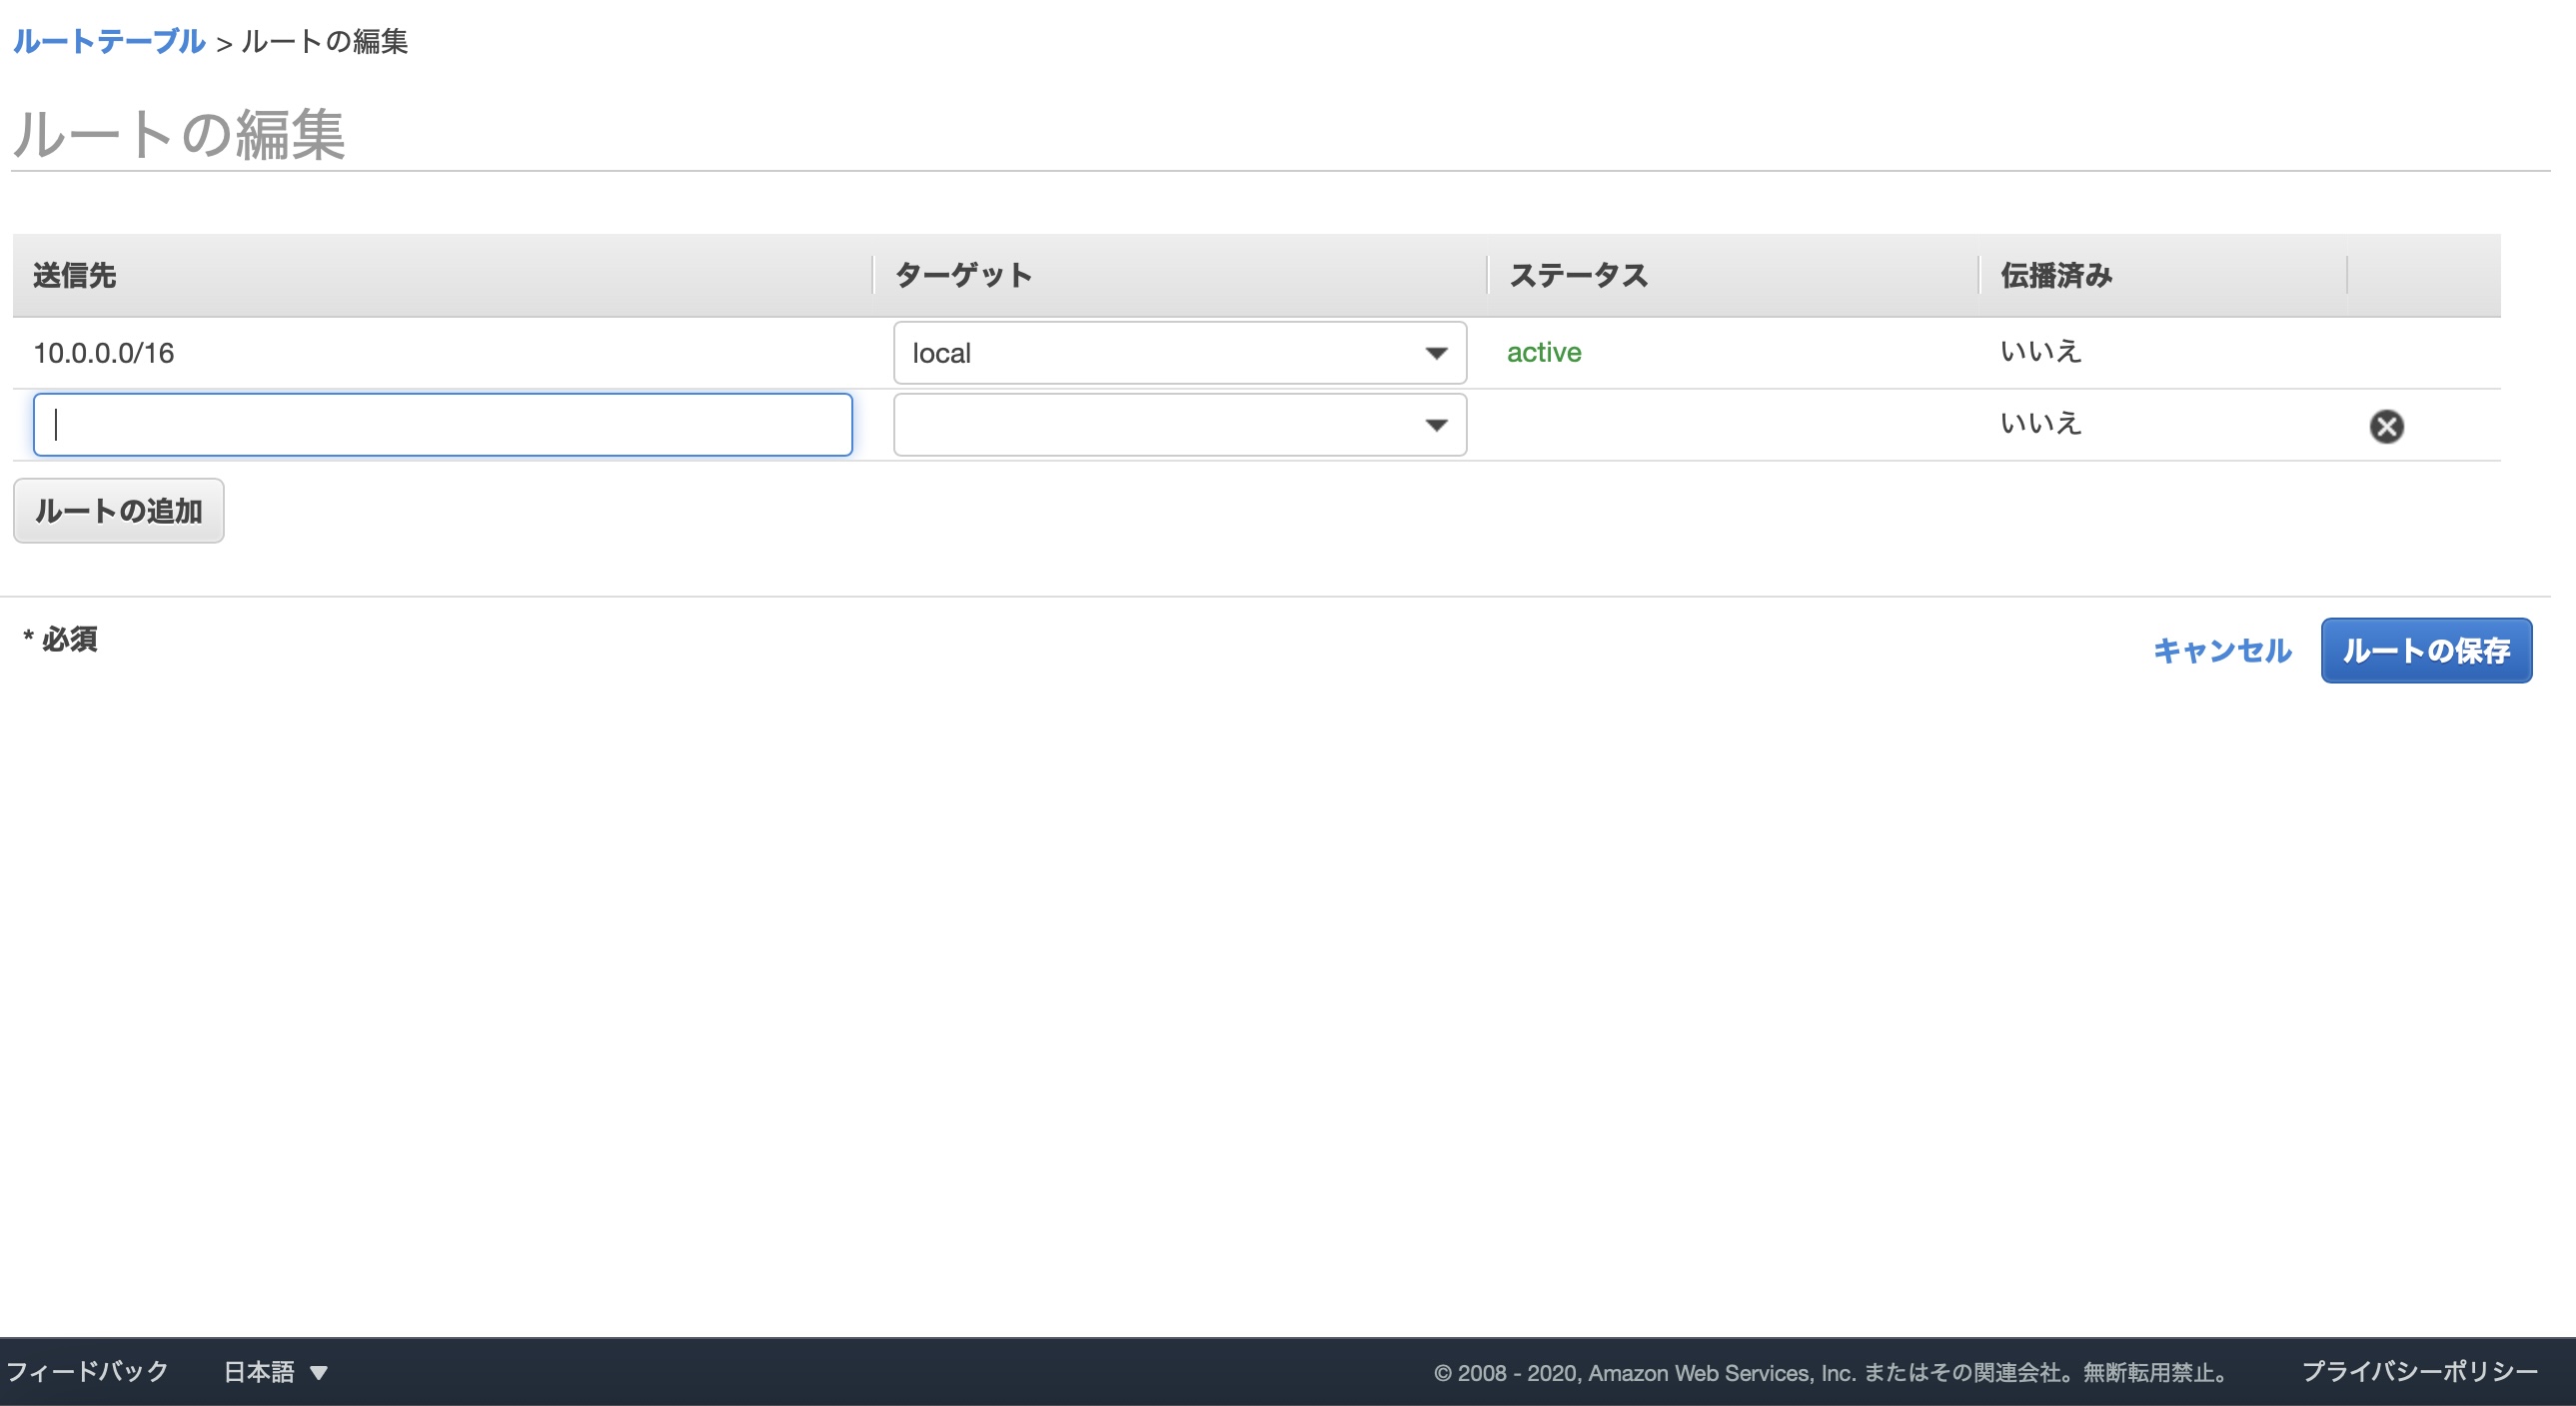 ルートテーブル > ルートの編集
ルートの編集
送信先 ターゲット ステータス 伝播済み
10.0.0.0/16 local active いいえ
いいえ
ルートの追加
* 必須
キャンセル ルートの保存
フィードバック 日本語 © 2008 - 2020, Amazon Web Services, Inc. またはその関連会社。無断転用禁止。 プライバシーポリシー